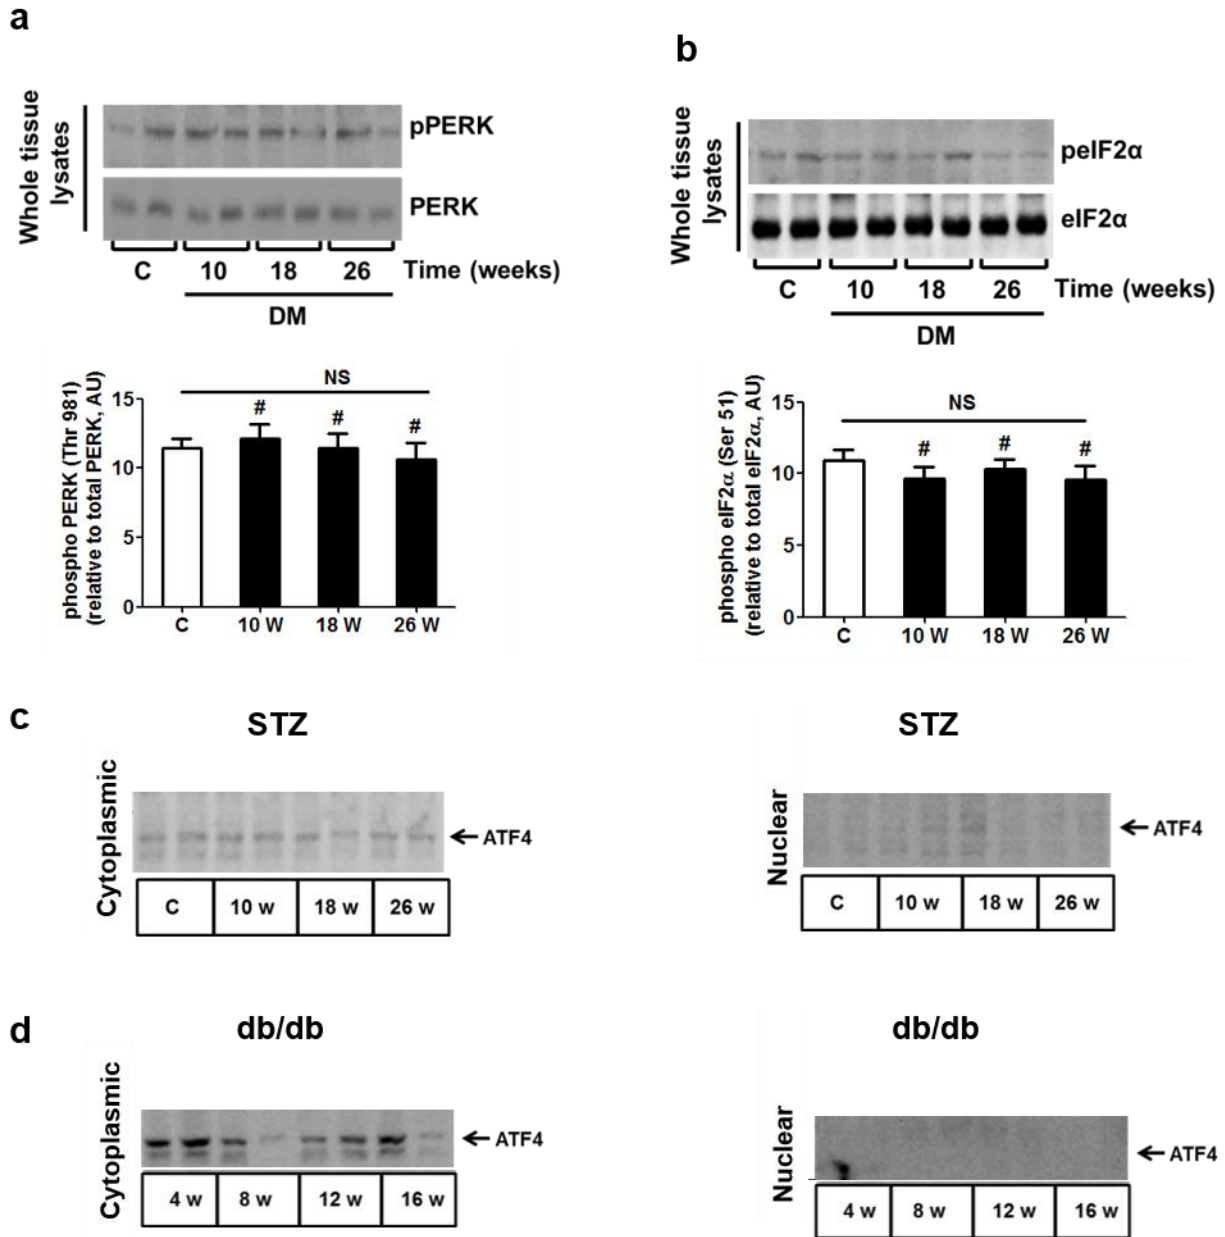 a
Whole tissue
lysates
pPERK
PERK
C 10 18 26 Time (weeks)
DM
phospho PERK (Thr 981)
(relative to total PERK, AU)
15
10
5
0
NS
# # #
C 10 W 18 W 26 W
b
Whole tissue
lysates
peIF2α
eIF2α
C 10 18 26 Time (weeks)
DM
phospho eIF2α (Ser 51)
(relative to total eIF2α, AU)
15
10
5
0
NS
# # #
C 10 W 18 W 26 W
c
STZ
Cytoplasmic
ATF4
C 10 w 18 w 26 w
STZ
Nuclear
ATF4
C 10 w 18 w 26 w
d
db/db
Cytoplasmic
ATF4
4 w 8 w 12 w 16 w
db/db
Nuclear
ATF4
4 w 8 w 12 w 16 w